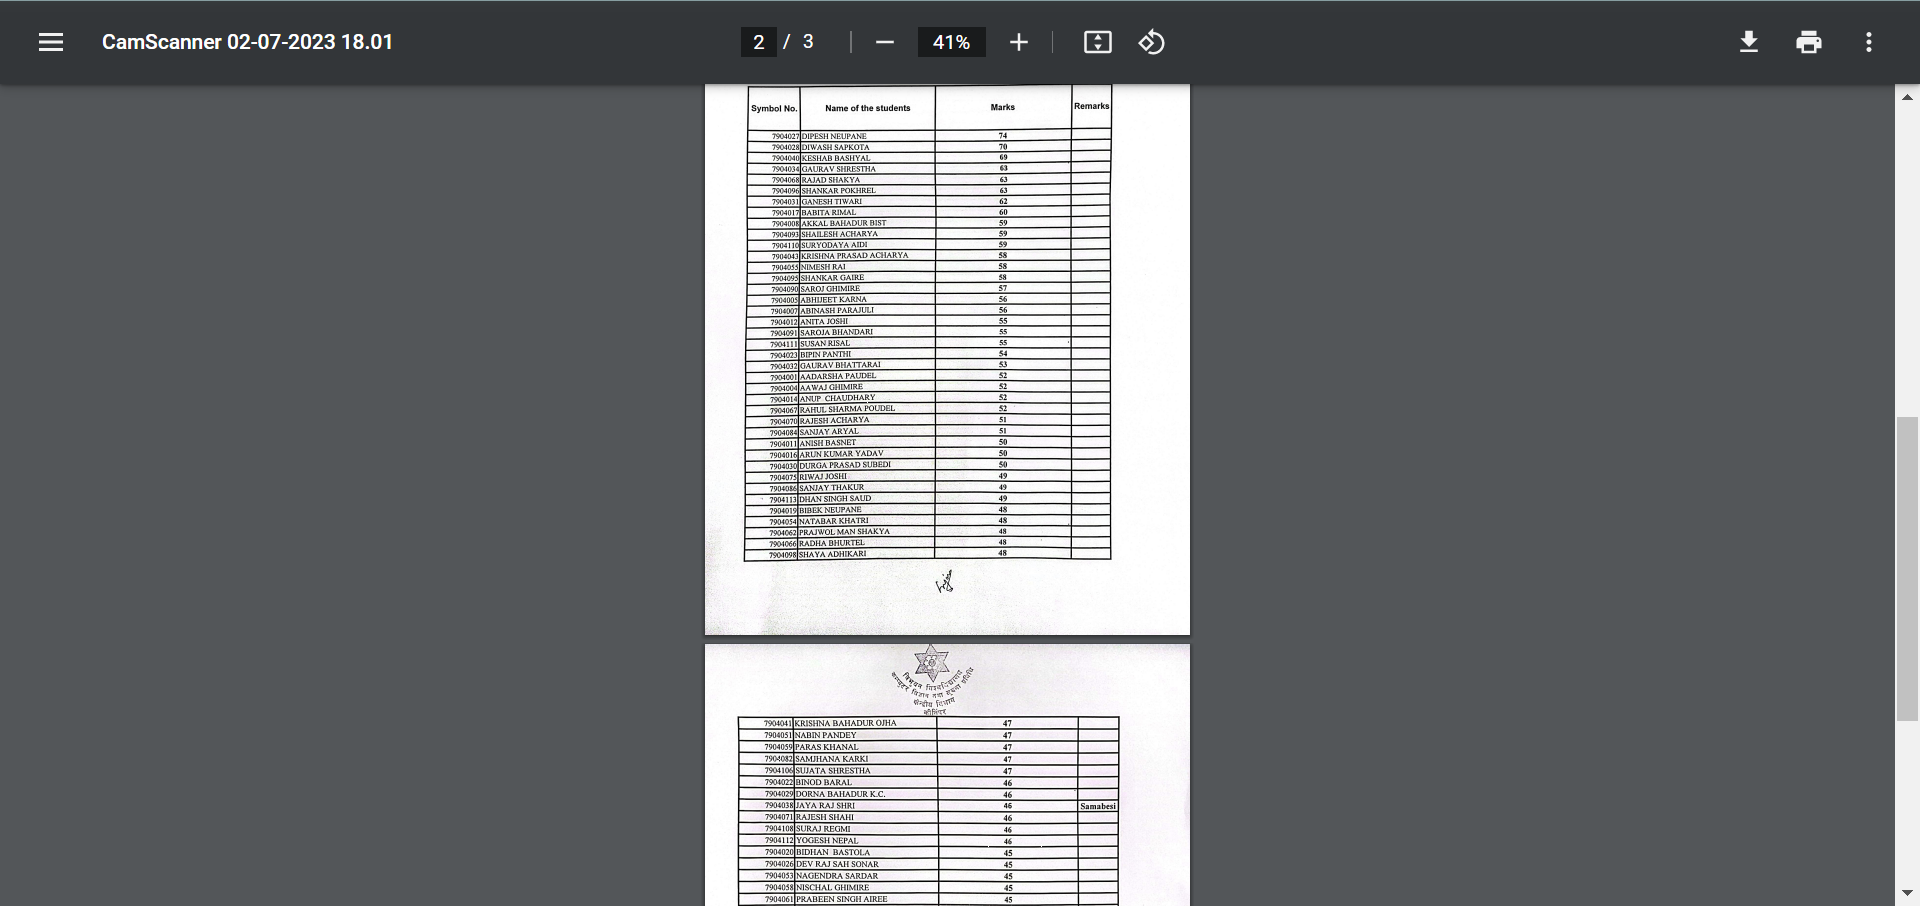 CamScanner 02-07-2023 18.01
2 / 3
41%
Symbol No. Name of the students Marks Remarks
7904027 DIPESH NEUPANE 74
7904028 DIWASH SAPKOTA 70
7904040 KESHAB BASHYAL 69
7904034 GAURAV SHRESTHA 63
7904068 RAJAD SHAKYA 63
7904096 SHANKAR POKHREL 63
7904031 GANESH TIWARI 62
7904017 BABITA RIMAL 60
7904008 AKKAL BAHADUR BIST 59
7904093 SHAILESH ACHARYA 59
7904110 SURYODAYA AIDI 59
7904043 KRISHNA PRASAD ACHARYA 58
7904055 NIMESH RAI 58
7904095 SHANKAR GAIRE 58
7904090 SAROJ GHIMIRE 57
7904005 ABHIJEET KARNA 56
7904007 ABINASH PARAJULI 56
7904012 ANITA JOSHI 55
7904091 SAROJA BHANDARI 55
7904111 SUSAN RISAL 55
7904023 BIPIN PANTHI 54
7904032 GAURAV BHATTARAI 53
7904001 AADARSHA PAUDEL 52
7904004 AAWAJ GHIMIRE 52
7904014 ANUP CHAUDHARY 52
7904067 RAHUL SHARMA POUDEL 52
7904070 RAJESH ACHARYA 51
7904084 SANJAY ARYAL 51
7904011 ANISH BASNET 50
7904016 ARUN KUMAR YADAV 50
7904030 DURGA PRASAD SUBEDI 50
7904075 RIWAJ JOSHI 49
7904086 SANJAY THAKUR 49
7904113 DHAN SINGH SAUD 49
7904019 BIBEK NEUPANE 48
7904054 NATABAR KHATRI 48
7904062 PRAJWOL MAN SHAKYA 48
7904066 RADHA BHURTEL 48
7904098 SHAYA ADHIKARI 48
त्रिभुवन विश्वविद्यालय
कम्प्युटर विज्ञान तथा सूचना प्रविधि
केन्द्रीय विभाग
कीर्तिपुर
7904041 KRISHNA BAHADUR OJHA 47
7904051 NABIN PANDEY 47
7904059 PARAS KHANAL 47
7904082 SAMJHANA KARKI 47
7904106 SUJATA SHRESTHA 47
7904022 BINOD BARAL 46
7904029 DORNA BAHADUR K.C. 46
7904038 JAYA RAJ SHRI 46 Samabesi
7904071 RAJESH SHAHI 46
7904108 SURAJ REGMI 46
7904112 YOGESH NEPAL 46
7904020 BIDHAN BASTOLA 45
7904026 DEV RAJ SAH SONAR 45
7904053 NAGENDRA SARDAR 45
7904058 NISCHAL GHIMIRE 45
7904061 PRABEEN SINGH AIREE 45